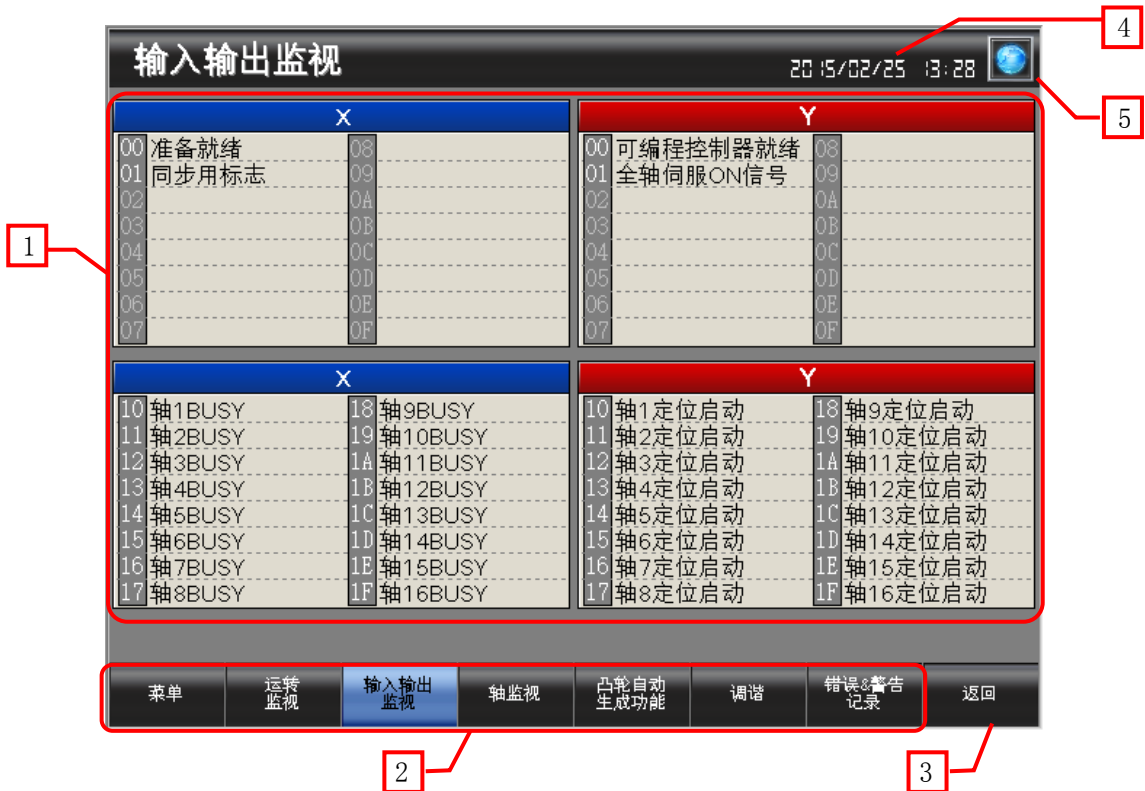 4
输入输出监视
2015/02/25 13:28
5
X
Y
00 准备就绪 08
00 可编程控制器就绪 08
01 同步用标志 09
01 全轴伺服ON信号 09
02 0A
02 0A
03 0B
03 0B
1
04 0C
04 0C
05 0D
05 0D
06 0E
06 0E
07 0F
07 0F
X
Y
10 轴1BUSY 18 轴9BUSY
10 轴1定位启动 18 轴9定位启动
11 轴2BUSY 19 轴10BUSY
11 轴2定位启动 19 轴10定位启动
12 轴3BUSY 1A 轴11BUSY
12 轴3定位启动 1A 轴11定位启动
13 轴4BUSY 1B 轴12BUSY
13 轴4定位启动 1B 轴12定位启动
14 轴5BUSY 1C 轴13BUSY
14 轴5定位启动 1C 轴13定位启动
15 轴6BUSY 1D 轴14BUSY
15 轴6定位启动 1D 轴14定位启动
16 轴7BUSY 1E 轴15BUSY
16 轴7定位启动 1E 轴15定位启动
17 轴8BUSY 1F 轴16BUSY
17 轴8定位启动 1F 轴16定位启动
菜单
运转
监视
输入输出
监视
轴监视
凸轮自动
生成功能
调谐
错误&警告
记录
返回
2
3